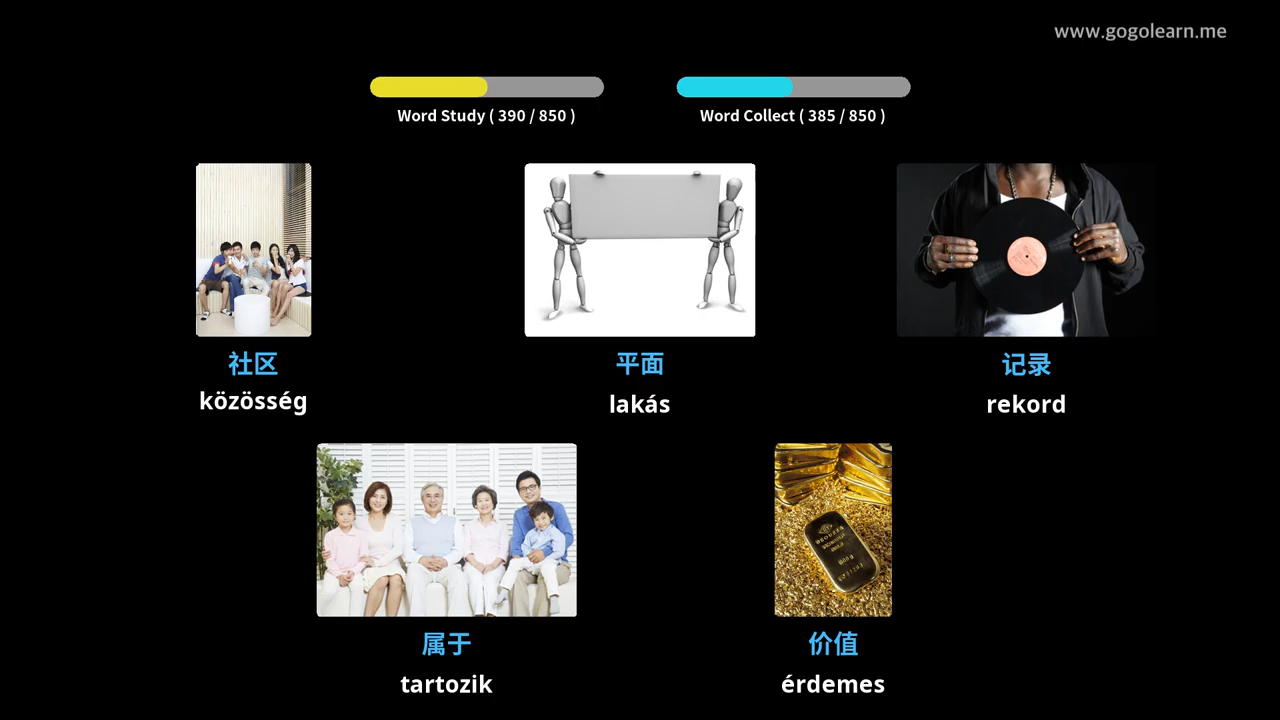 www.gogolearn.me
Word Study ( 390 / 850 )
Word Collect ( 385 / 850 )
社区
平面
记录
közösség
lakás
rekord
属于
价值
tartozik
érdemes